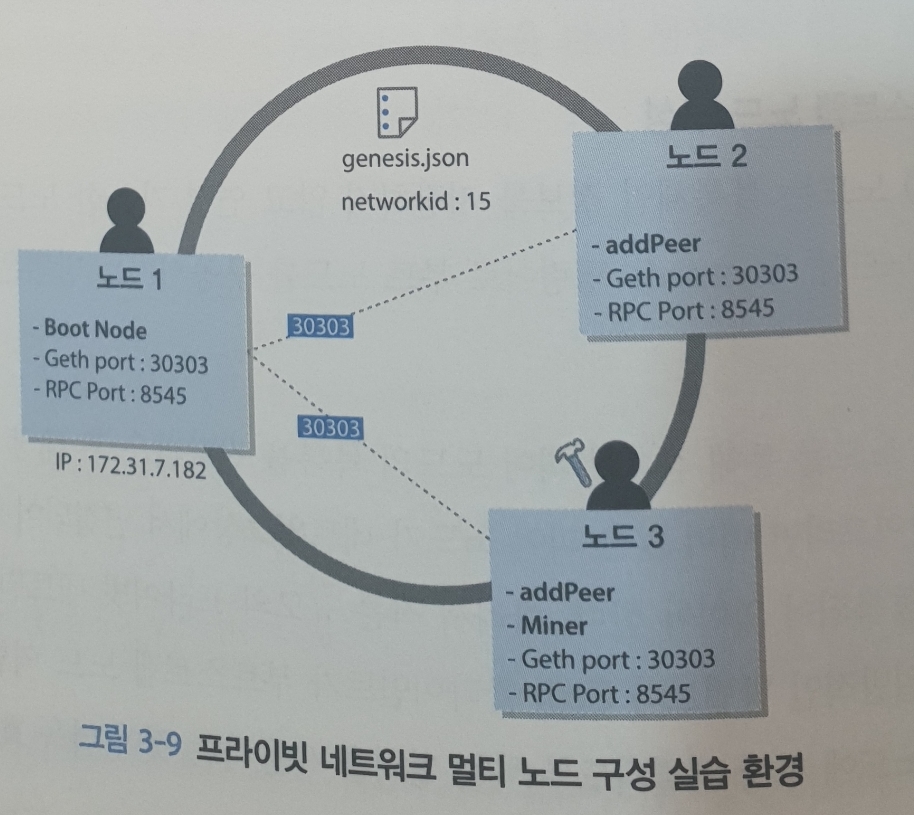 genesis.json
networkid : 15
노드 1
- Boot Node
- Geth port : 30303
- RPC Port : 8545
IP : 172.31.7.182
30303
30303
노드 2
- addPeer
- Geth port : 30303
- RPC Port : 8545
노드 3
- addPeer
- Miner
- Geth port : 30303
- RPC Port : 8545
그림 3-9 프라이빗 네트워크 멀티 노드 구성 실습 환경